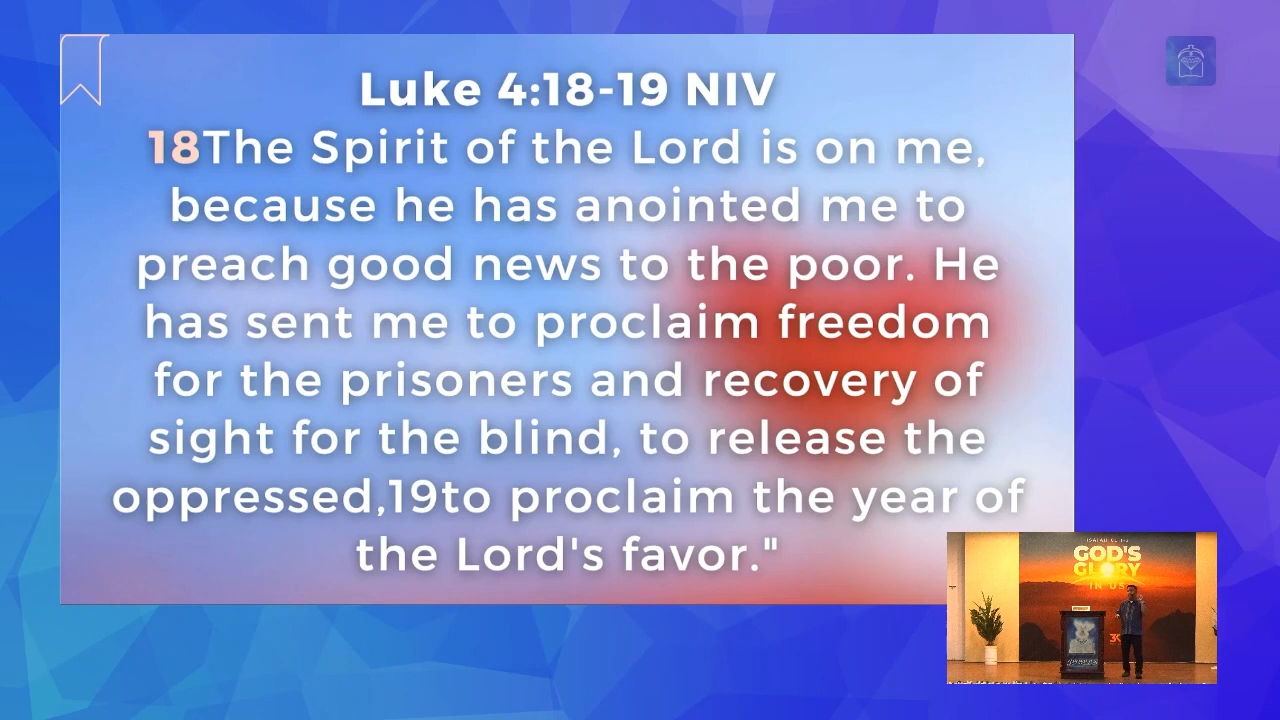 Luke 4:18-19 NIV
18The Spirit of the Lord is on me,
because he has anointed me to
preach good news to the poor. He
has sent me to proclaim freedom
for the prisoners and recovery of
sight for the blind, to release the
oppressed,19to proclaim the year of
the Lord's favor."
GOD'S
GLORY
IN US